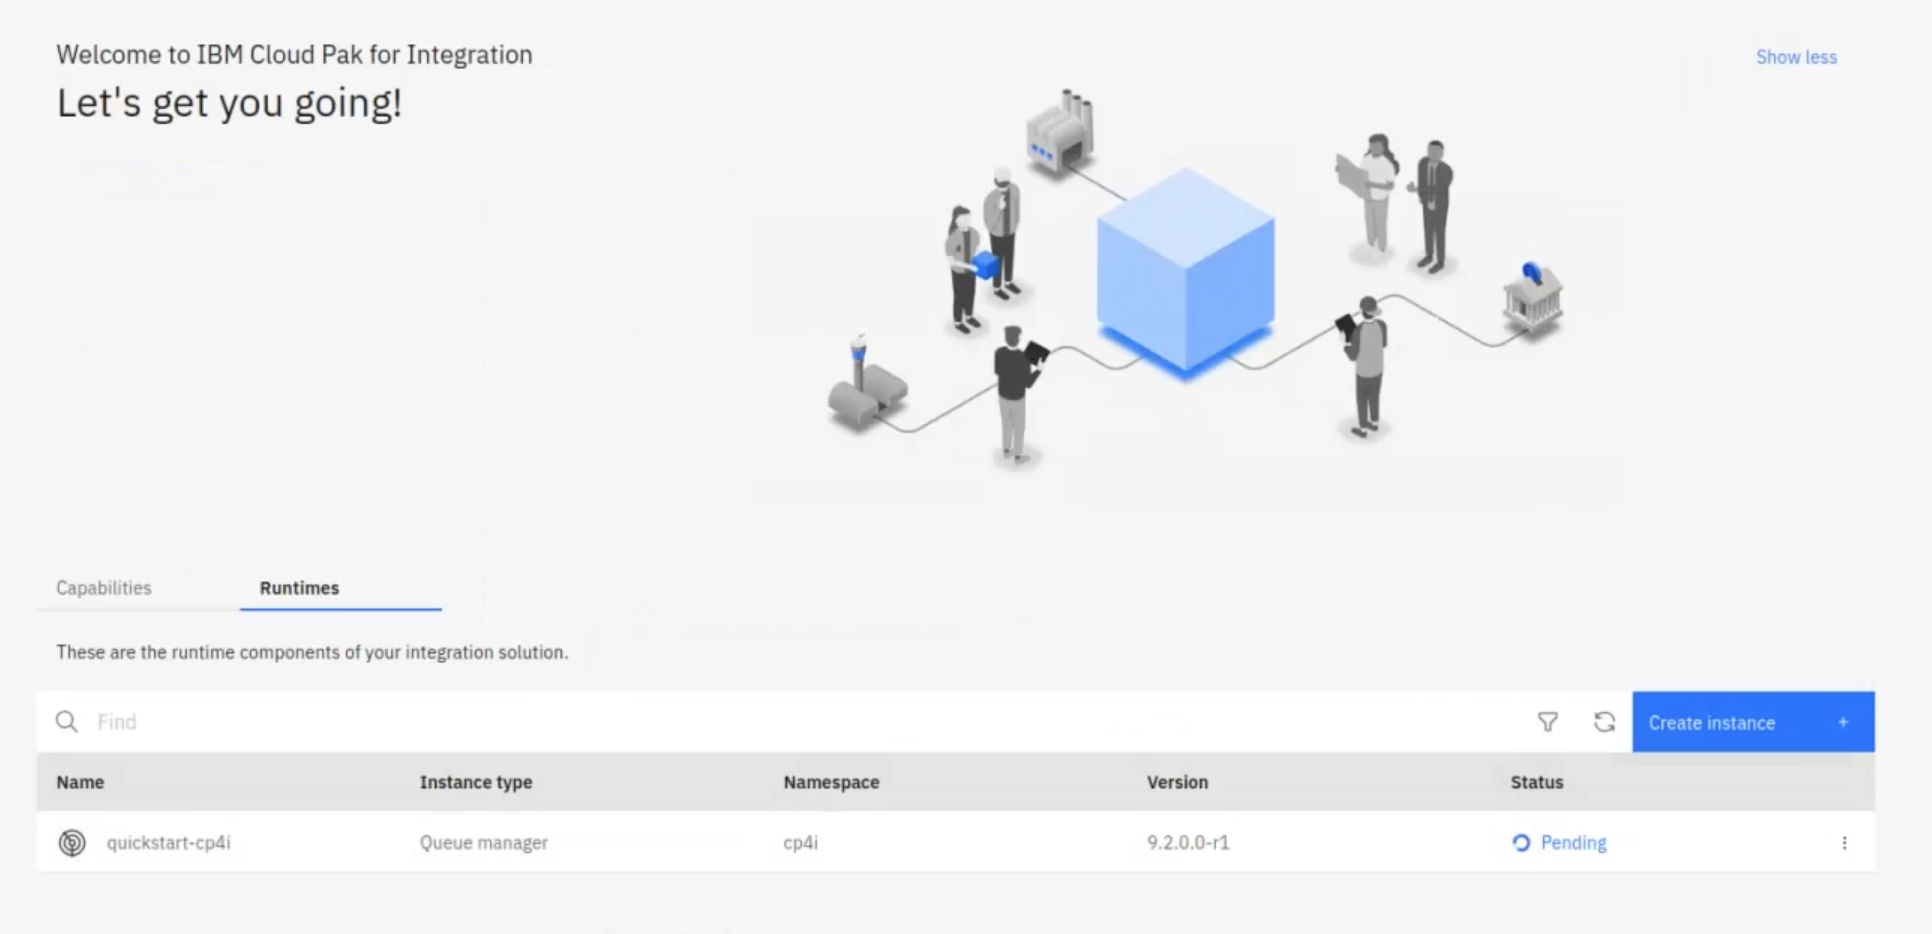 Welcome to IBM Cloud Pak for Integration
Show less
Let's get you going!
Capabilities
Runtimes
These are the runtime components of your integration solution.
Find
Create instance +
Name Instance type Namespace Version Status
quickstart-cp4i Queue manager cp4i 9.2.0.0-r1 Pending